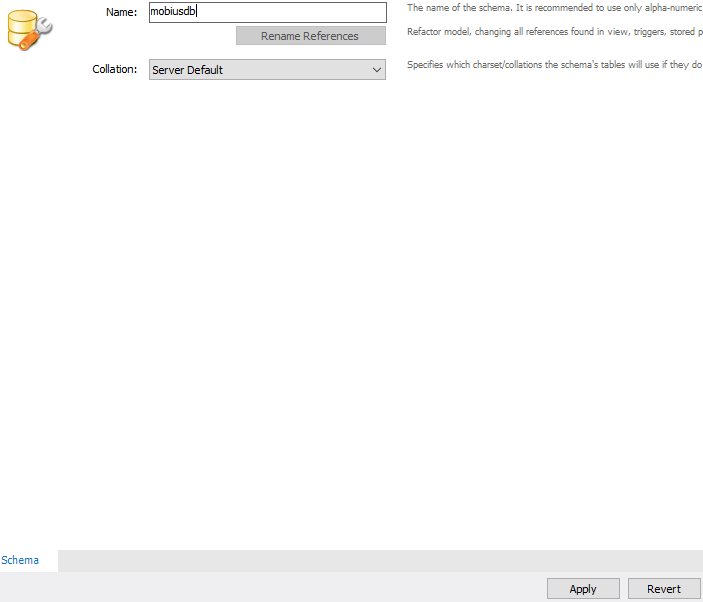 Name:
mobiusdb
The name of the schema. It is recommended to use only alpha-numeric
Rename References
Refactor model, changing all references found in view, triggers, stored p
Collation:
Server Default
Specifies which charset/collations the schema's tables will use if they do
Schema
Apply
Revert